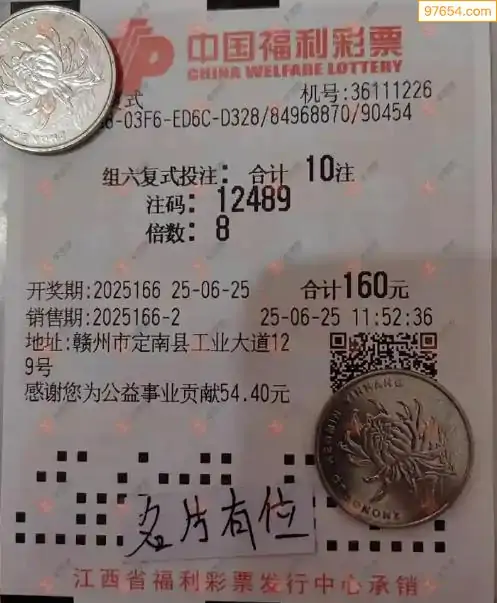 97654.com
中国福利彩票
CHINA WELFARE LOTTERY
式
机号:36111226
-03F6-ED6C-D328/84968870/90454
组六复式投注: 合计 10注
注码: 12489
倍数: 8
开奖期:2025166 25-06-25 合计160元
销售期:2025166-2 25-06-25 11:52:36
地址:赣州市定南县工业大道12
9号
感谢您为公益事业贡献54.40元
名片有位
江西省福利彩票发行中心承销